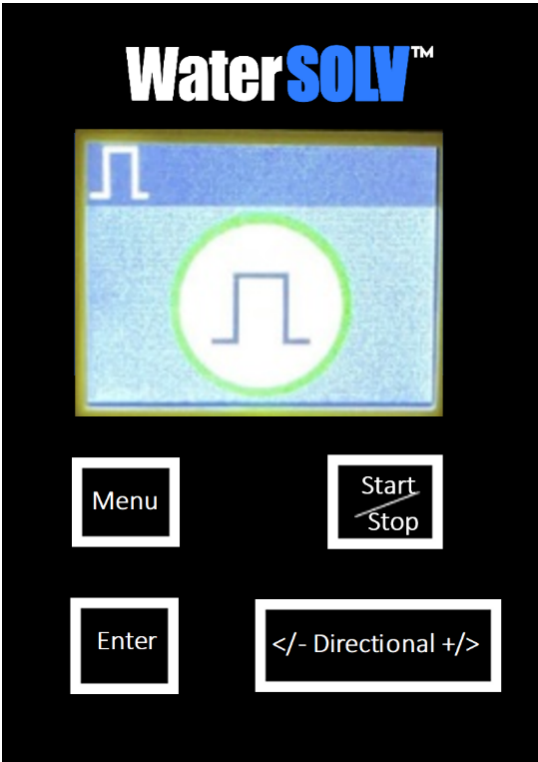 WaterSOLV™
Menu
Start
Stop
Enter
</- Directional +/>